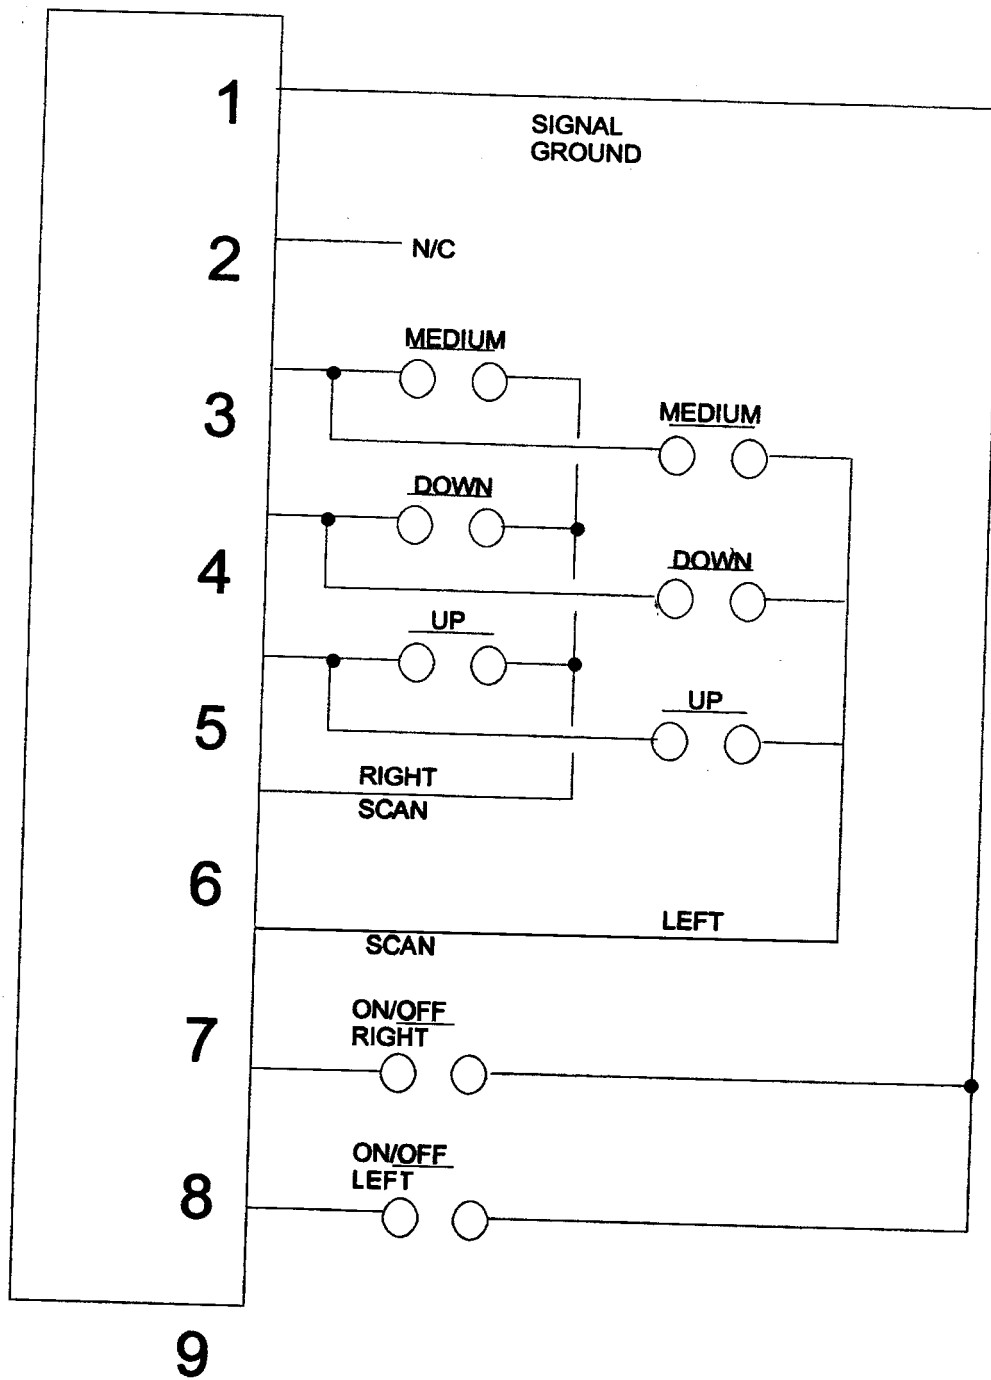 1
SIGNAL
GROUND
2
N/C
MEDIUM
3
MEDIUM
DOWN
4
DOWN
UP
5
UP
RIGHT
SCAN
6
LEFT
SCAN
ON/OFF
RIGHT
7
ON/OFF
LEFT
8
9